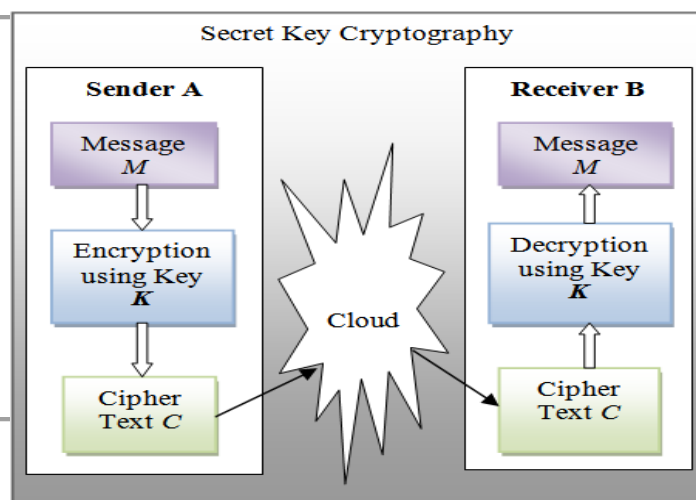 Secret Key Cryptography
Sender A
Message
M
Encryption
using Key
K
Cipher
Text C
Cloud
Receiver B
Message
M
Decryption
using Key
K
Cipher
Text C